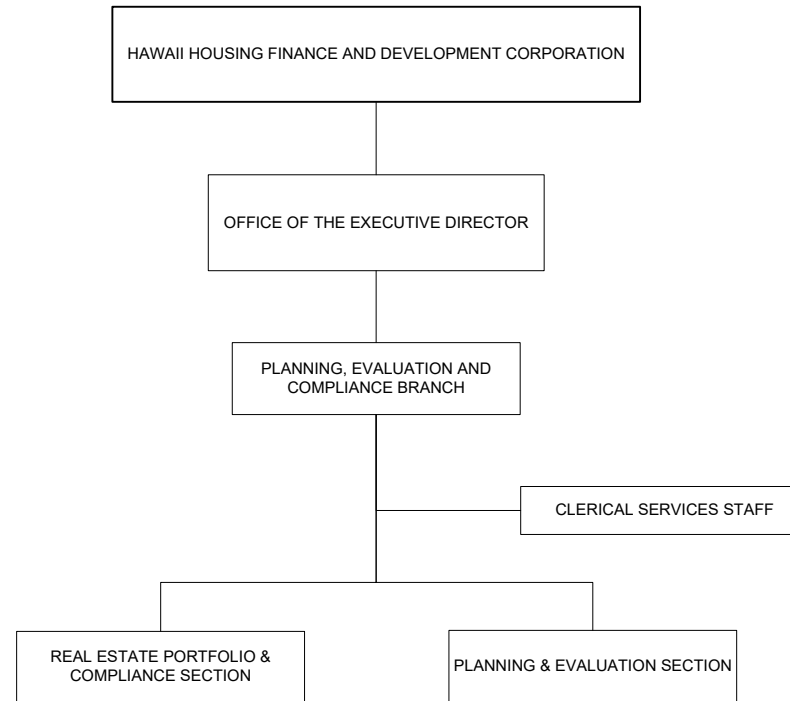 HAWAII HOUSING FINANCE AND DEVELOPMENT CORPORATION
OFFICE OF THE EXECUTIVE DIRECTOR
PLANNING, EVALUATION AND
COMPLIANCE BRANCH
CLERICAL SERVICES STAFF
REAL ESTATE PORTFOLIO &
COMPLIANCE SECTION
PLANNING & EVALUATION SECTION